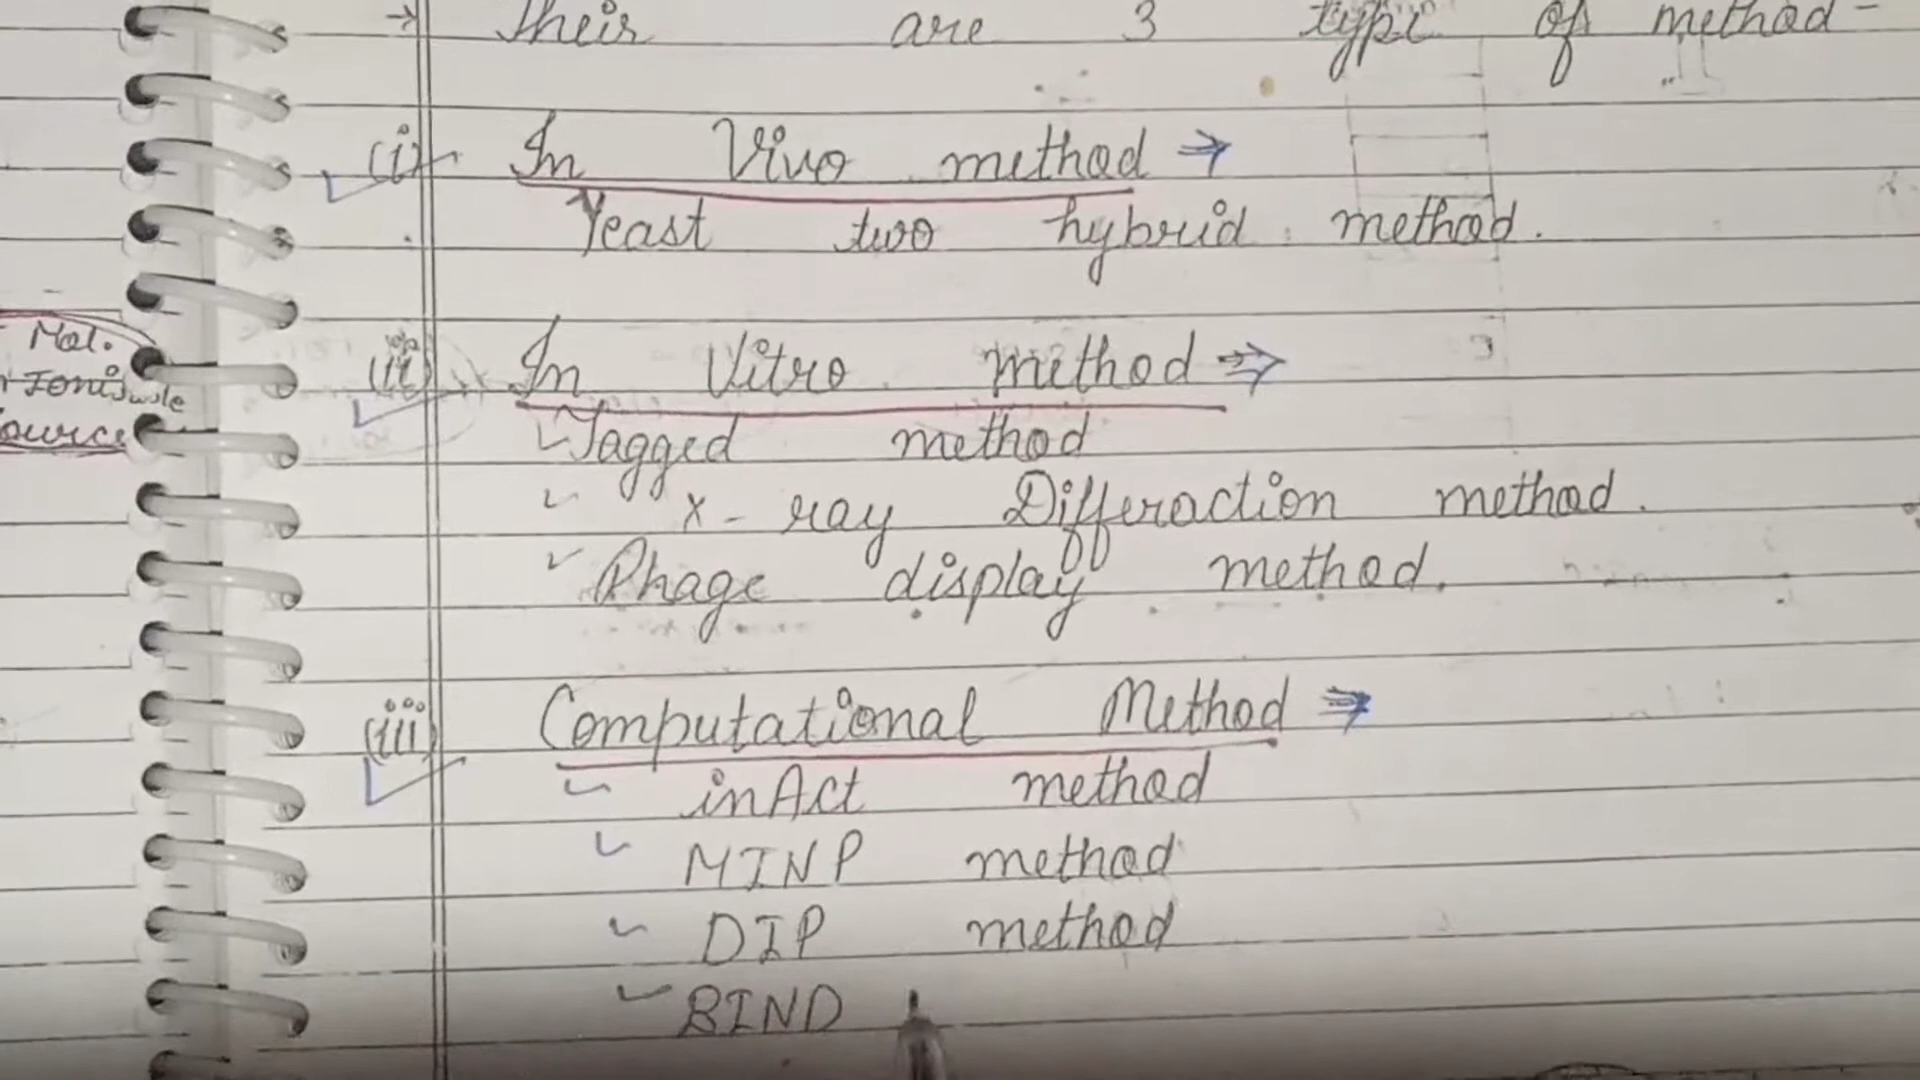 → Their are 3 type of method-
(i) In Vivo method →
Yeast two hybrid method.
(ii) In Vitro method ⇒
Tagged method
x-ray Differaction method.
Phage display method.
(iii) Computational Method ⇒
inAct method
MINP method
DIP method
BIND
Mol.